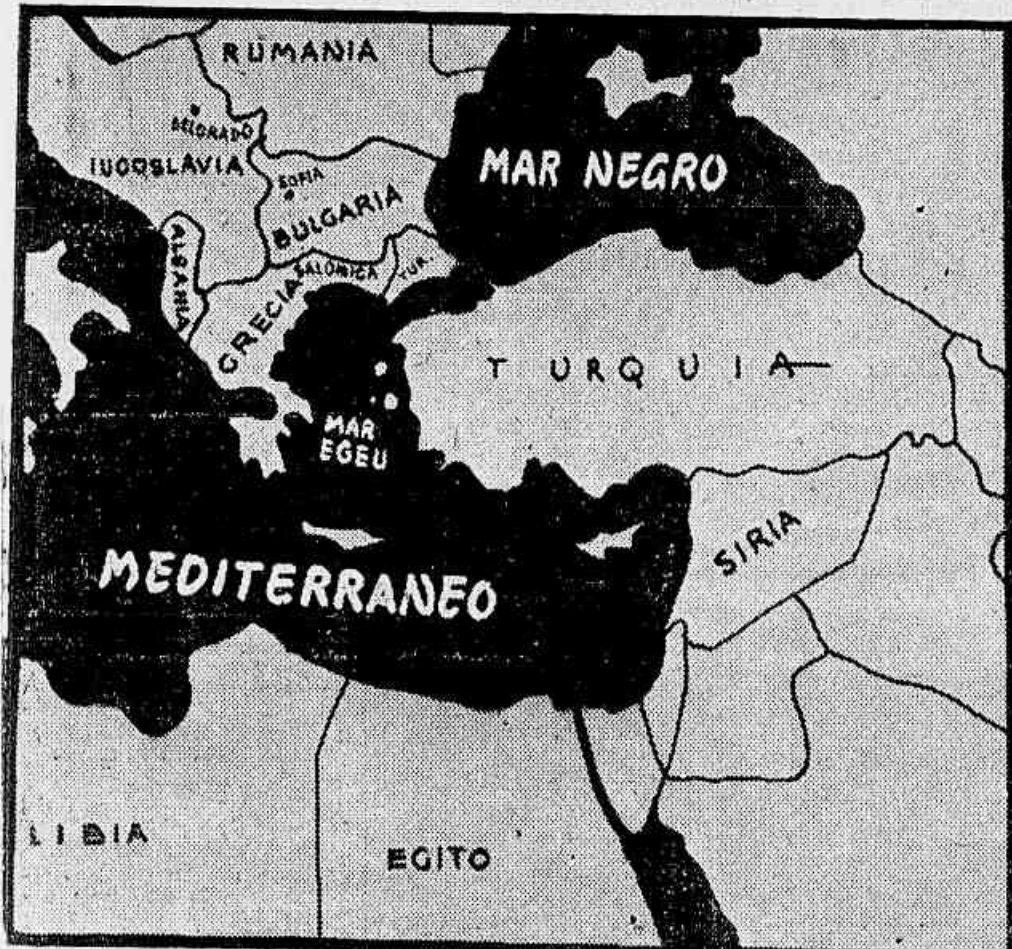 RUMANIA
BELGRADO
IUGOSLAVIA
SOFIA
BULGARIA
MAR NEGRO
ALBANIA
SALONICA
TUR.
GRECIA
TURQUIA
MAR
EGEU
SIRIA
MEDITERRANEO
LIBIA
EGITO